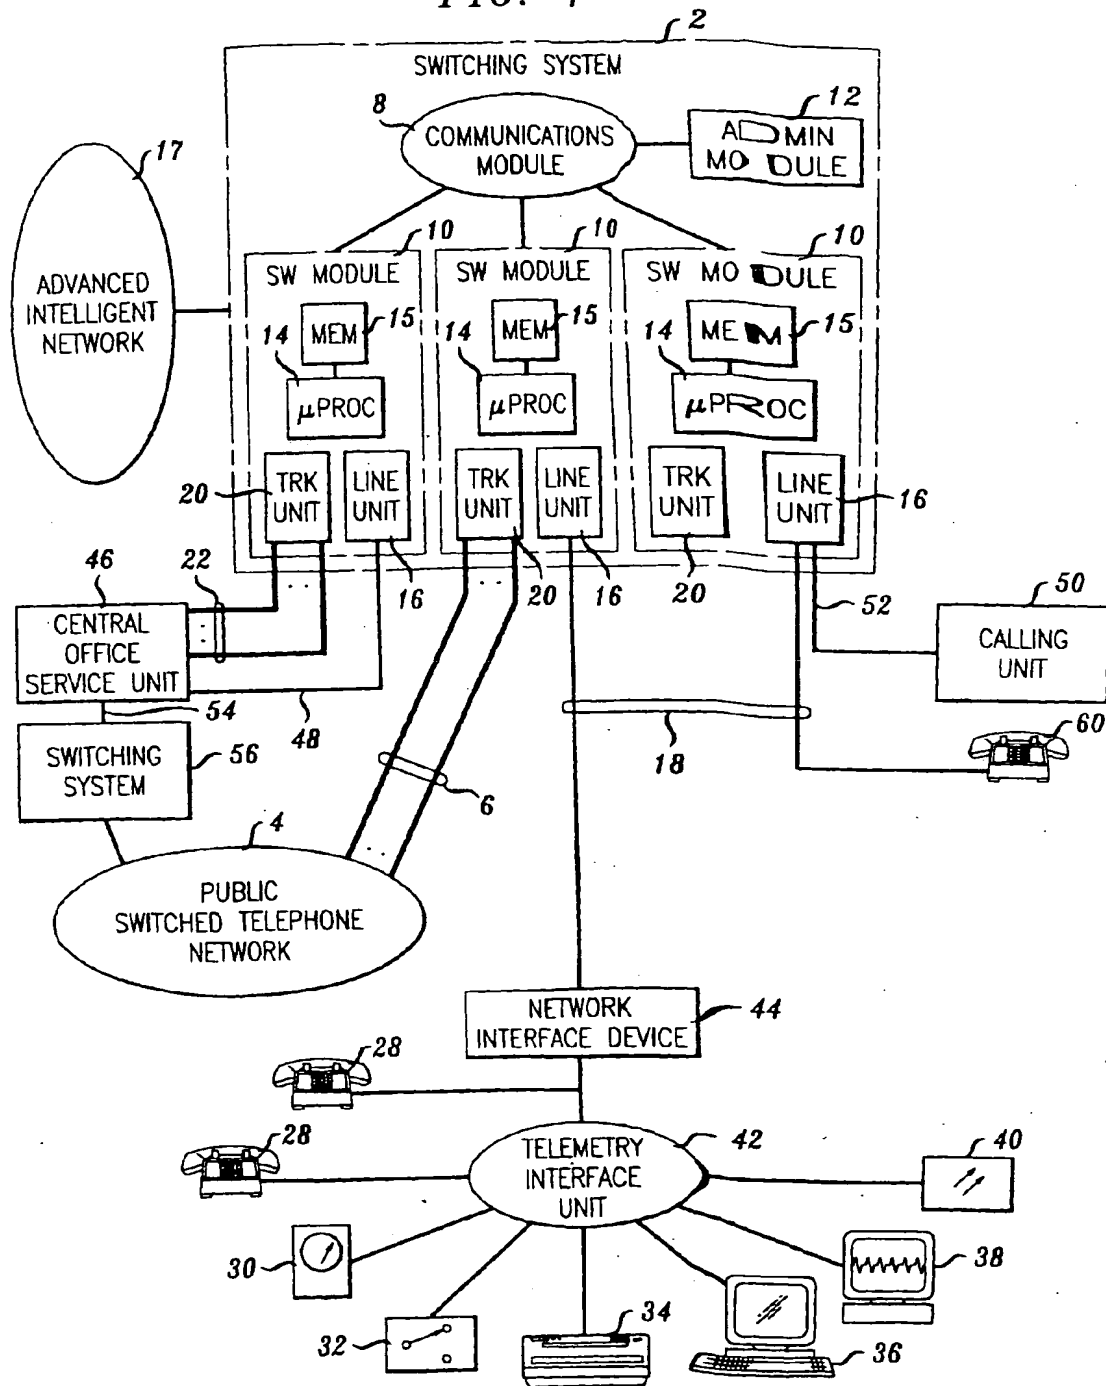 FIG. 1
2
SWITCHING SYSTEM
8
COMMUNICATIONS
MODULE
12
ADMIN
MODULE
17
ADVANCED
INTELLIGENT
NETWORK
10
SW MODULE
MEM
15
14
μPROC
20
TRK
UNIT
LINE
UNIT
16
10
SW MODULE
MEM
15
14
μPROC
TRK
UNIT
20
LINE
UNIT
16
10
SW MODULE
MEM
15
14
μPROC
TRK
UNIT
20
LINE
UNIT
16
46
22
CENTRAL
OFFICE
SERVICE UNIT
48
54
SWITCHING
SYSTEM
56
52
50
CALLING
UNIT
60
18
6
4
PUBLIC
SWITCHED TELEPHONE
NETWORK
NETWORK
INTERFACE DEVICE
44
28
28
TELEMETRY
INTERFACE
UNIT
42
40
30
38
32
34
36